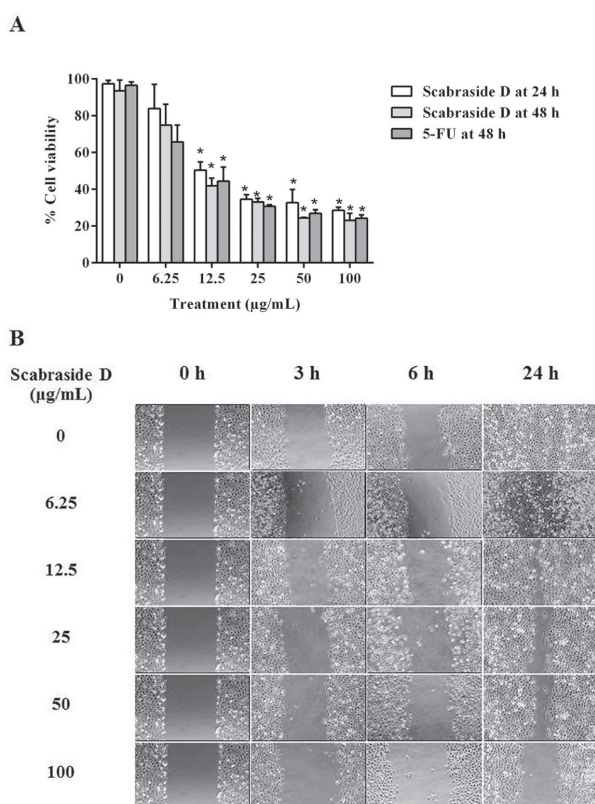 A
100
80
60
40
20
0
% Cell viability
* * *
* * *
* * *
* * *
0 6.25 12.5 25 50 100
Treatment (µg/mL)
Scabraside D at 24 h
Scabraside D at 48 h
5-FU at 48 h
B
Scabraside D
(µg/mL)
0 h 3 h 6 h 24 h
0
6.25
12.5
25
50
100